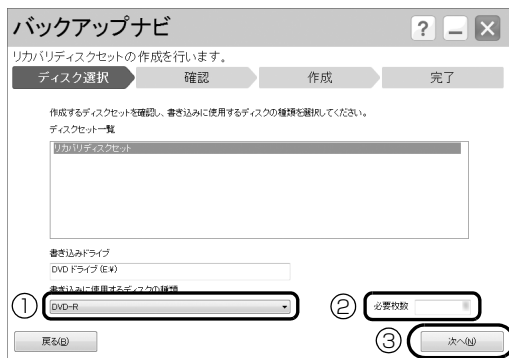 バックアップナビ
? – ×
リカバリディスクセットの作成を行います。
ディスク選択 確認 作成 完了
作成するディスクセットを確認し、書き込みに使用するディスクの種類を選択してください。
ディスクセット一覧
リカバリディスクセット
書き込みドライブ
DVD ドライブ (E:¥)
書き込みに使用するディスクの種類
① DVD-R ② 必要枚数
③
戻る(B) 次へ(N)